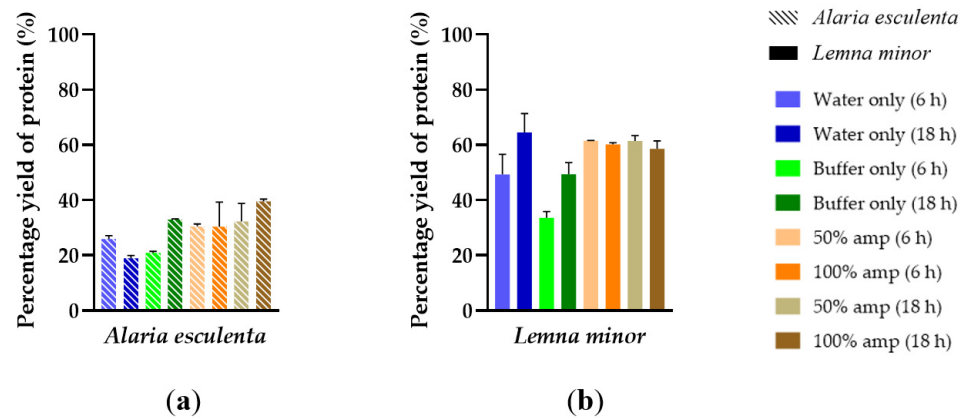 Percentage yield of protein (%)
100
80
60
40
20
0
Alaria esculenta
(a)
Percentage yield of protein (%)
100
80
60
40
20
0
Lemna minor
(b)
Alaria esculenta
Lemna minor
Water only (6 h)
Water only (18 h)
Buffer only (6 h)
Buffer only (18 h)
50% amp (6 h)
100% amp (6 h)
50% amp (18 h)
100% amp (18 h)